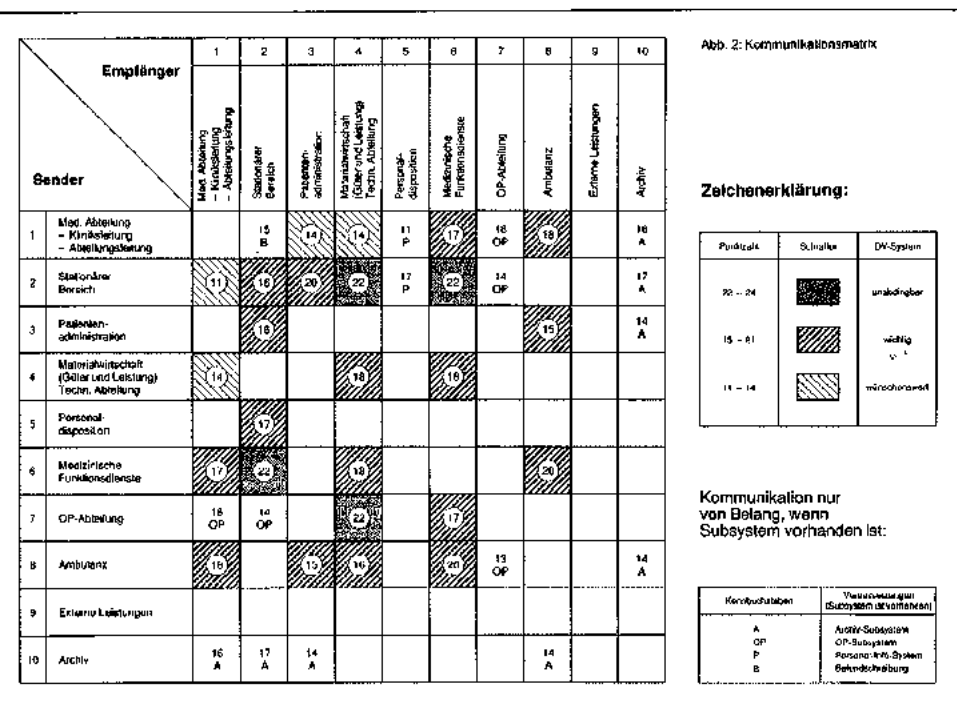 Abb. 2: Kommunikationsmatrix
1 2 3 4 5 6 7 8 9 10
Empfänger
Sender
Med. Abteilung
– Klinikleitung
– Abteilungsleitung
Stationärer
Bereich
Patienten-
administration
Materialwirtschaft
(Güter und Leistung)
Techn. Abteilung
Personal-
disposition
Medizinische
Funktionsdienste
OP-Abteilung
Ambulanz
Externe Leistungen
Archiv
1
Med. Abteilung
– Klinikleitung
– Abteilungsleitung
15 14 14 11 17 18 18 16
B P OP A
2
Stationärer
Bereich
11 16 20 22 17 22 14 17
P OP A
3
Patienten-
administration
16 15 14
A
4
Materialwirtschaft
(Güter und Leistung)
Techn. Abteilung
14 18 18
5
Personal-
disposition
17
6
Medizinische
Funktionsdienste
17 22 18 20
7 OP-Abteilung
14 22 17
OP OP
8 Ambulanz
15 16 20 13 14
OP A
9 Externe Leistungen
10 Archiv
16 17 14 14
A A A A
Zeichenerklärung:
Punktzahl Schraffur DV-System
22 – 24 unabdingbar
wichtig
11 – 14 wünschenswert
Kommunikation nur
von Belang, wenn
Subsystem vorhanden ist:
Kennbuchstaben
(Subsystem ist vorhanden)
A Archiv-Subsystem
OP OP-Subsystem
P Personal-Info-System
B Befundschreibung